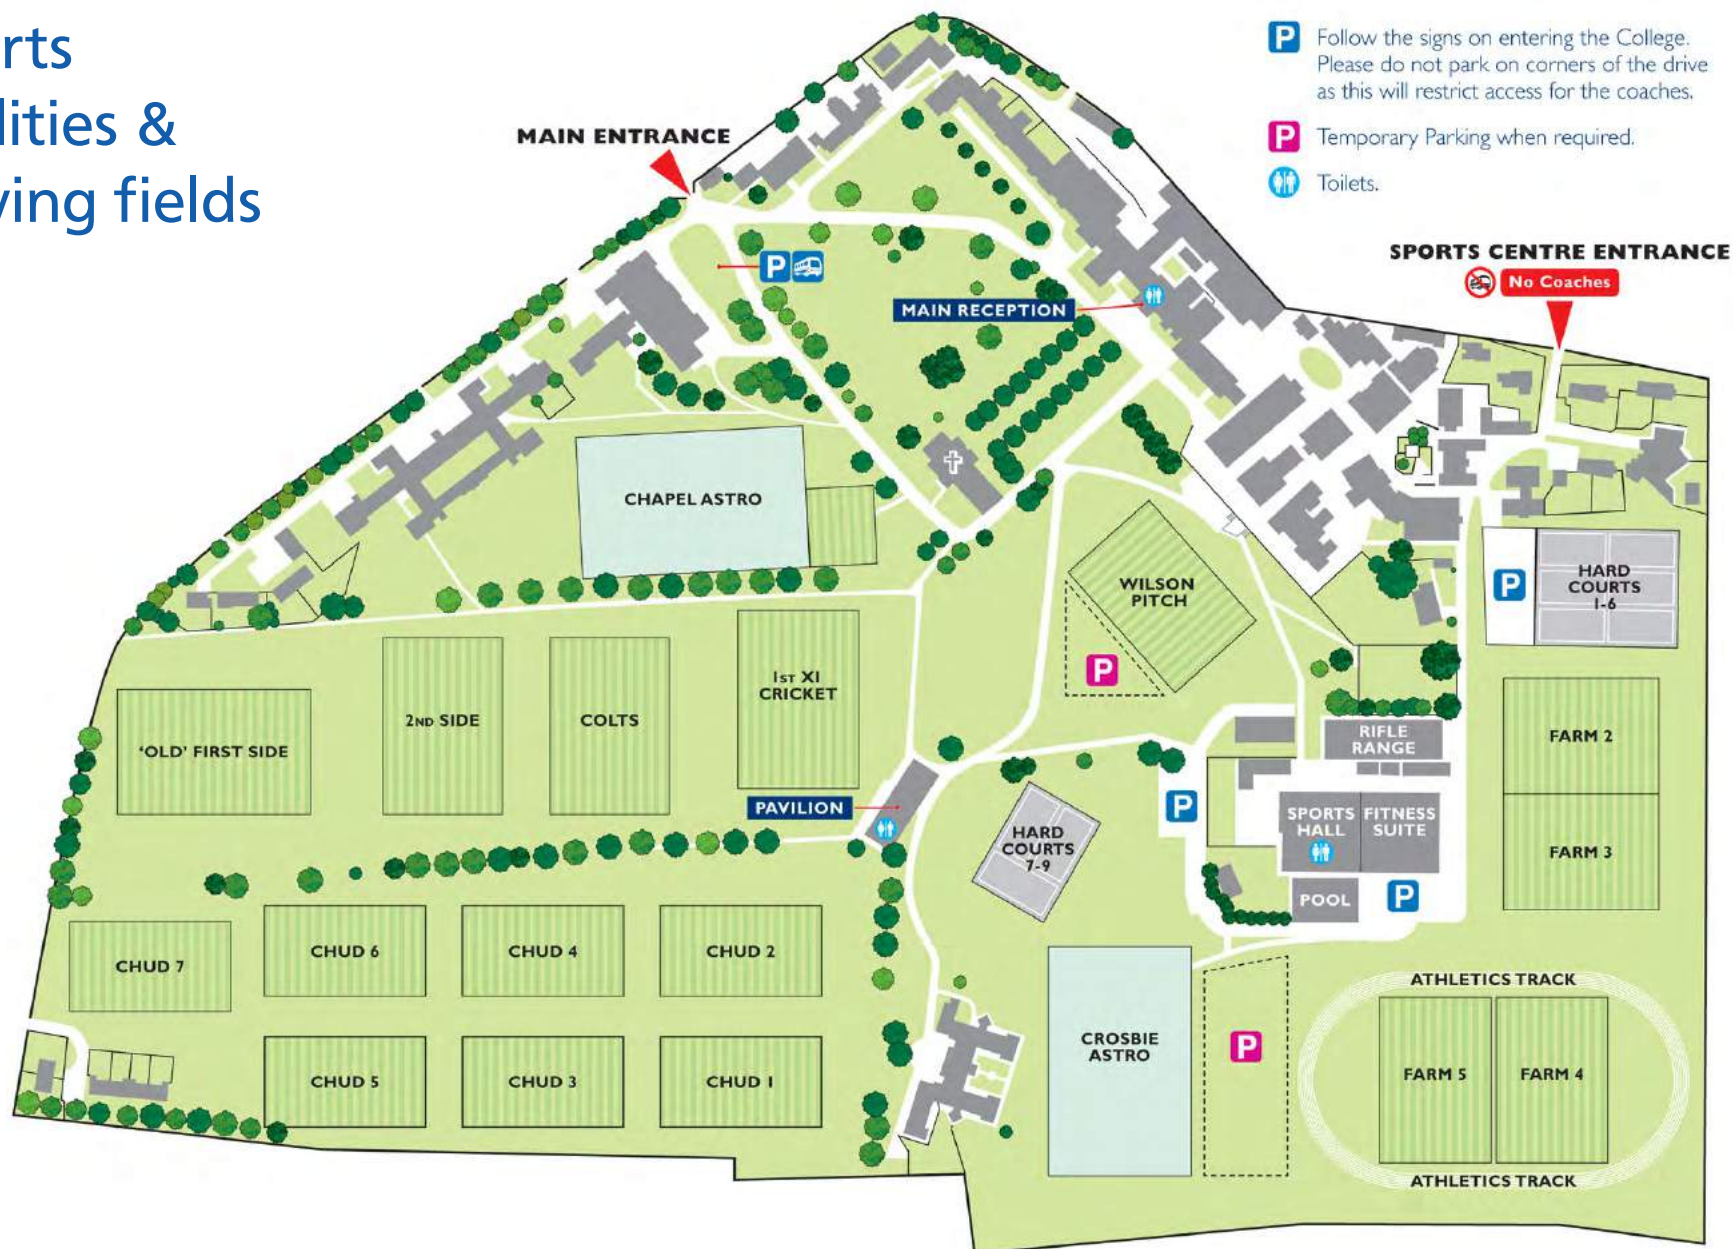 rts
lities &
ying fields
P Follow the signs on entering the College.
Please do not park on corners of the drive
as this will restrict access for the coaches.
P Temporary Parking when required.
Toilets.
MAIN ENTRANCE
SPORTS CENTRE ENTRANCE
No Coaches
P
MAIN RECEPTION
CHAPEL ASTRO
WILSON
PITCH
P
P
HARD
COURTS
1-6
1ST XI
CRICKET
2ND SIDE
COLTS
'OLD' FIRST SIDE
RIFLE
RANGE
FARM 2
PAVILION
P
SPORTS
HALL
FITNESS
SUITE
HARD
COURTS
7-9
FARM 3
POOL
P
CHUD 7
CHUD 6
CHUD 4
CHUD 2
ATHLETICS TRACK
CROSBIE
ASTRO
P
FARM 5
FARM 4
CHUD 5
CHUD 3
CHUD 1
ATHLETICS TRACK